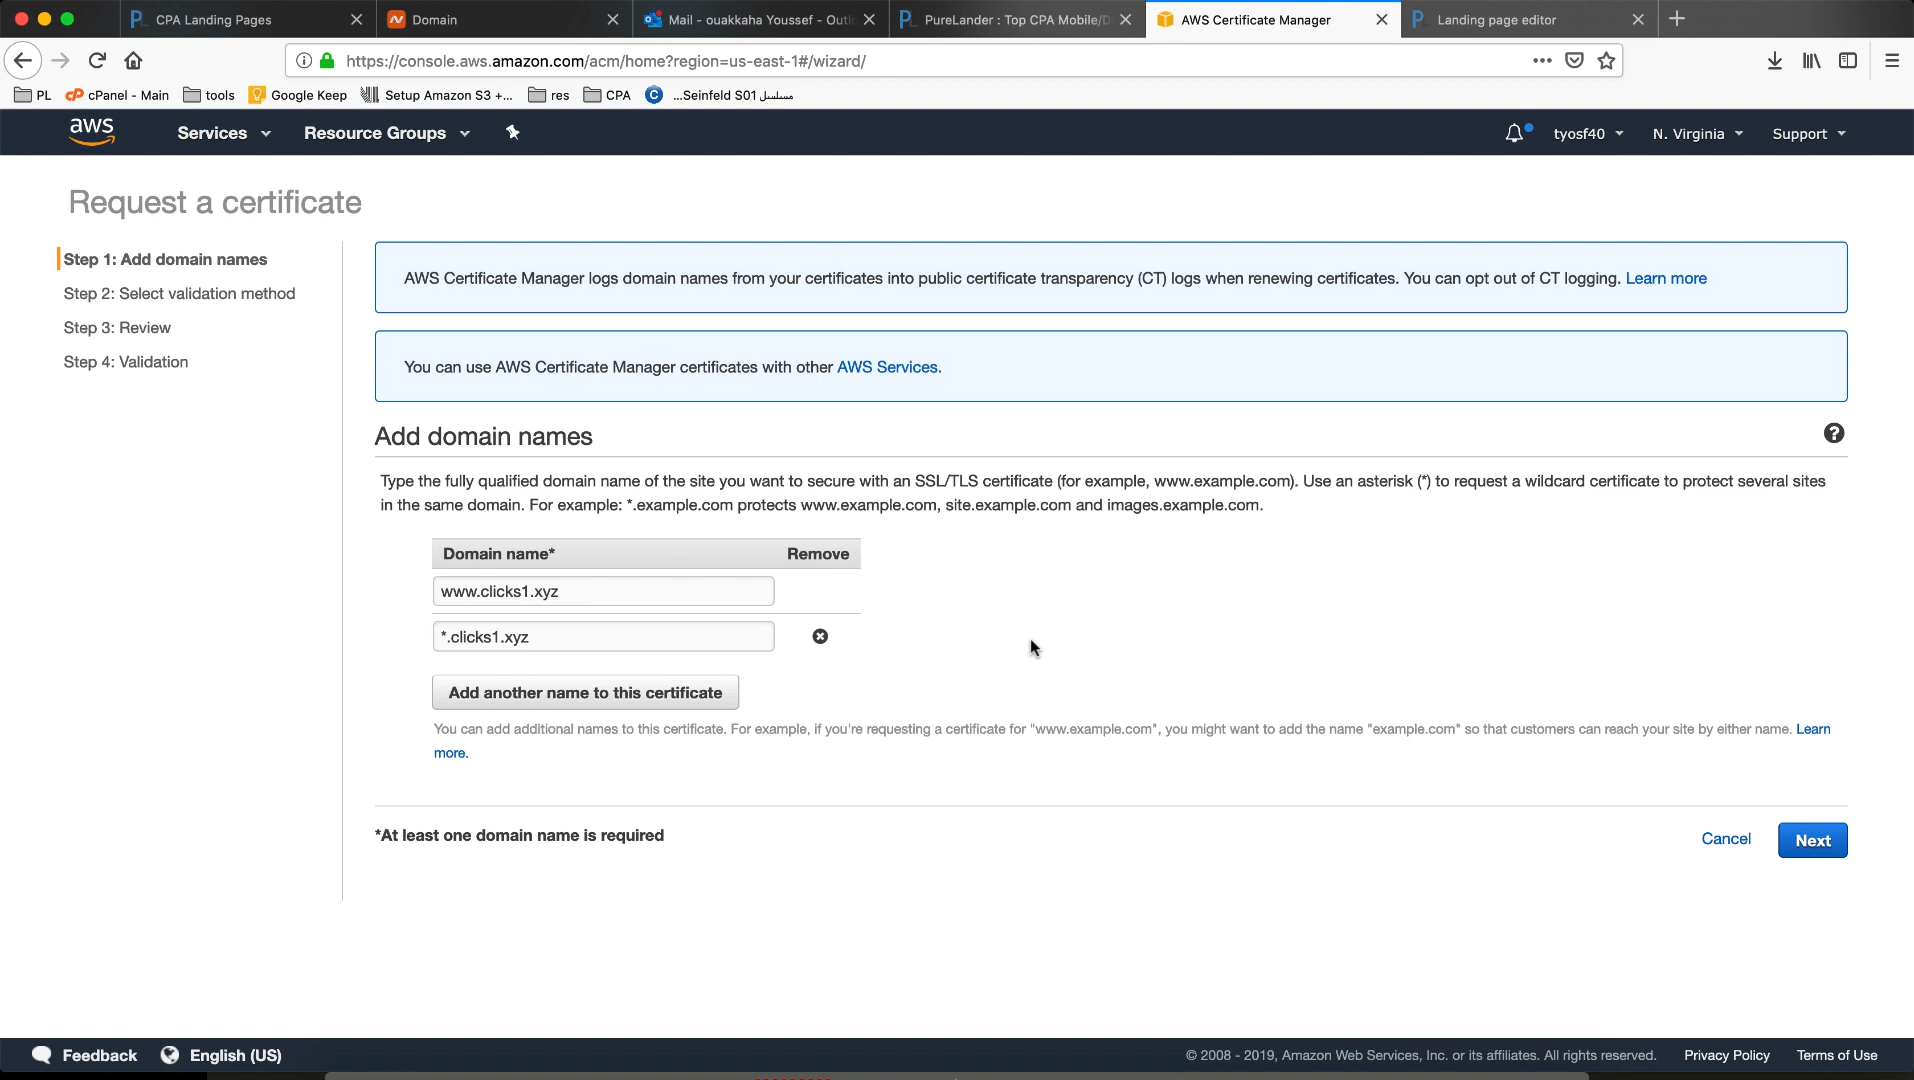 CPA Landing Pages
Domain
Mail - ouakkaha Youssef - Outl
PureLander : Top CPA Mobile/D
AWS Certificate Manager
Landing page editor
https://console.aws.amazon.com/acm/home?region=us-east-1#/wizard/
PL
cPanel - Main
tools
Google Keep
Setup Amazon S3 +...
res
CPA
...Seinfeld S01 مسلسل
aws
Services
Resource Groups
tyosf40
N. Virginia
Support
Request a certificate
Step 1: Add domain names
Step 2: Select validation method
Step 3: Review
Step 4: Validation
AWS Certificate Manager logs domain names from your certificates into public certificate transparency (CT) logs when renewing certificates. You can opt out of CT logging. Learn more
You can use AWS Certificate Manager certificates with other AWS Services.
Add domain names
Type the fully qualified domain name of the site you want to secure with an SSL/TLS certificate (for example, www.example.com). Use an asterisk (*) to request a wildcard certificate to protect several sites
in the same domain. For example: *.example.com protects www.example.com, site.example.com and images.example.com.
Domain name* Remove
www.clicks1.xyz
*.clicks1.xyz
Add another name to this certificate
You can add additional names to this certificate. For example, if you're requesting a certificate for "www.example.com", you might want to add the name "example.com" so that customers can reach your site by either name. Learn
more.
*At least one domain name is required
Cancel
Next
Feedback
English (US)
© 2008 - 2019, Amazon Web Services, Inc. or its affiliates. All rights reserved.
Privacy Policy
Terms of Use